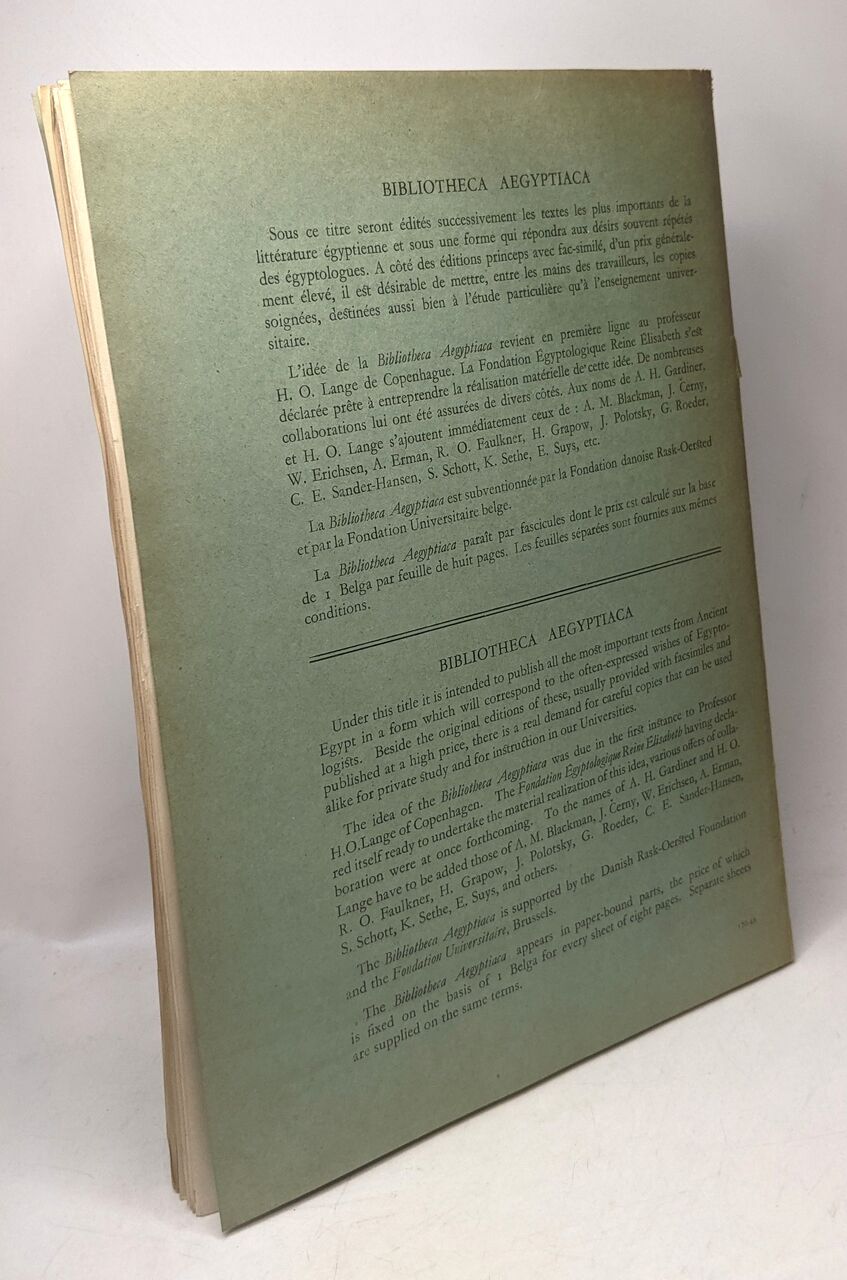 BIBLIOTHECA AEGYPTIACA
Sous ce titre seront édités successivement les textes les plus importants de la
littérature égyptienne et sous une forme qui répondra aux désirs souvent répétés
des égyptologues. A côté des éditions princeps avec fac-similé, d'un prix générale-
ment élevé, il est désirable de mettre, entre les mains des travailleurs, les copies
soignées, destinées aussi bien à l'étude particulière qu'à l'enseignement univer-
sitaire.
L'idée de la Bibliotheca Aegyptiaca revient en première ligne au professeur
H. O. Lange de Copenhague. La Fondation Égyptologique Reine Élisabeth s'est
déclarée prête à entreprendre la réalisation matérielle de cette idée. De nombreuses
collaborations lui ont été assurées de divers côtés. Aux noms de A. H. Gardiner,
et H. O. Lange s'ajoutent immédiatement ceux de : A. M. Blackman, J. Černy,
W. Erichsen, A. Erman, R. O. Faulkner, H. Grapow, J. Polotsky, G. Roeder,
C. E. Sander-Hansen, S. Schott, K. Sethe, E. Suys, etc.
La Bibliotheca Aegyptiaca est subventionnée par la Fondation danoise Rask-Oersted
et par la Fondation Universitaire belge.
La Bibliotheca Aegyptiaca paraît par fascicules dont le prix est calculé sur la base
de 1 Belga par feuille de huit pages. Les feuilles séparées sont fournies aux mêmes
conditions.
BIBLIOTHECA AEGYPTIACA
Under this title it is intended to publish all the most important texts from Ancient
Egypt in a form which will correspond to the often-expressed wishes of Egypto-
logists. Beside the original editions of these, usually provided with facsimiles and
published at a high price, there is a real demand for careful copies that can be used
alike for private study and for instruction in our Universities.
The idea of the Bibliotheca Aegyptiaca was due in the first instance to Professor
H.O.Lange of Copenhagen. The Fondation Égyptologique Reine Élisabeth having decla-
red itself ready to undertake the material realization of this idea, various offers of colla-
boration were at once forthcoming. To the names of A. H. Gardiner and H. O.
Lange have to be added those of A. M. Blackman, J. Černy, W. Erichsen, A. Erman,
R. O. Faulkner, H. Grapow, J. Polotsky, G. Roeder, C. E. Sander-Hansen,
S. Schott, K. Sethe, E. Suys, and others.
The Bibliotheca Aegyptiaca is supported by the Danish Rask-Oersted Foundation
and the Fondation Universitaire, Brussels.
The Bibliotheca Aegyptiaca appears in paper-bound parts, the price of which
is fixed on the basis of 1 Belga for every sheet of eight pages. Separate sheets
are supplied on the same terms.